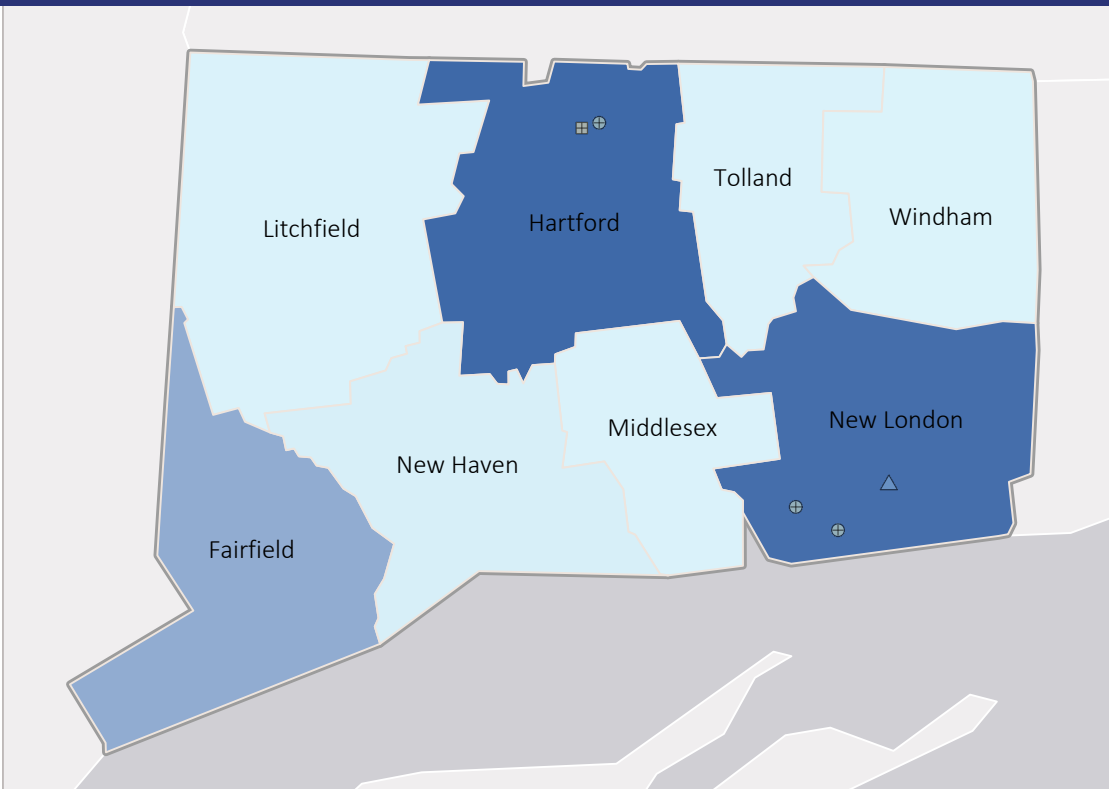 Tolland
Windham
Litchfield
Hartford
New London
Middlesex
New Haven
Fairfield